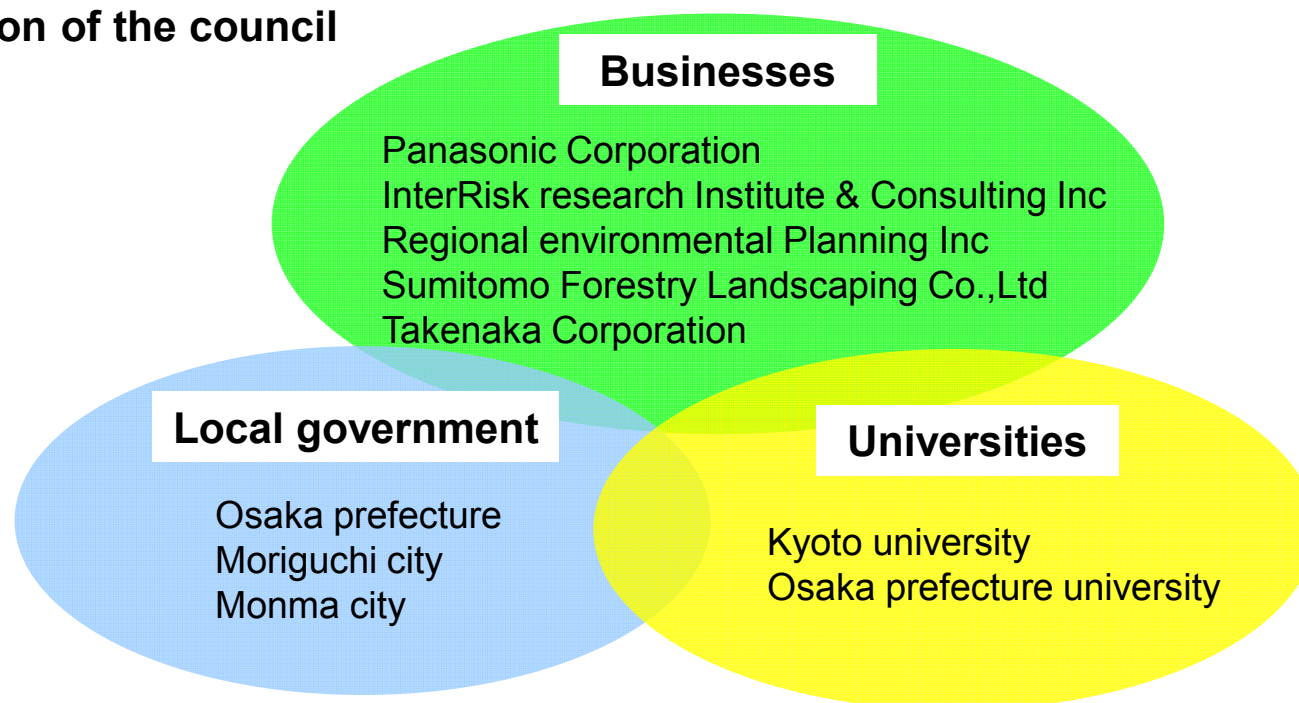 on of the council
Businesses
Panasonic Corporation
InterRisk research Institute & Consulting Inc
Regional environmental Planning Inc
Sumitomo Forestry Landscaping Co.,Ltd
Takenaka Corporation
Local government
Osaka prefecture
Moriguchi city
Monma city
Universities
Kyoto university
Osaka prefecture university